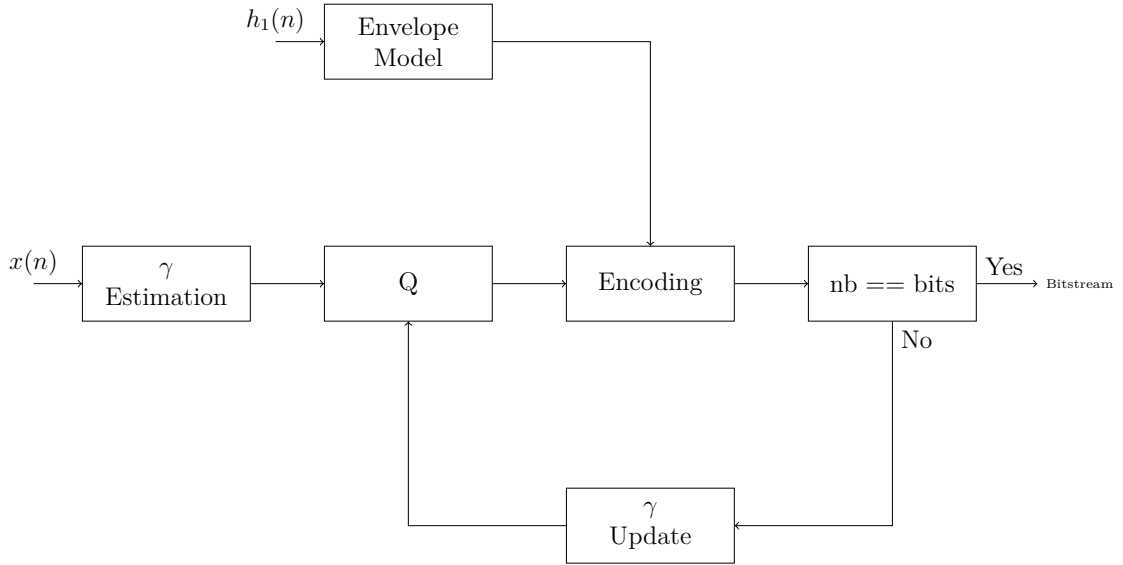 h₁(n)
Envelope
Model
x(n)
γ
Estimation
Q
Encoding
nb == bits
Yes
Bitstream
No
γ
Update